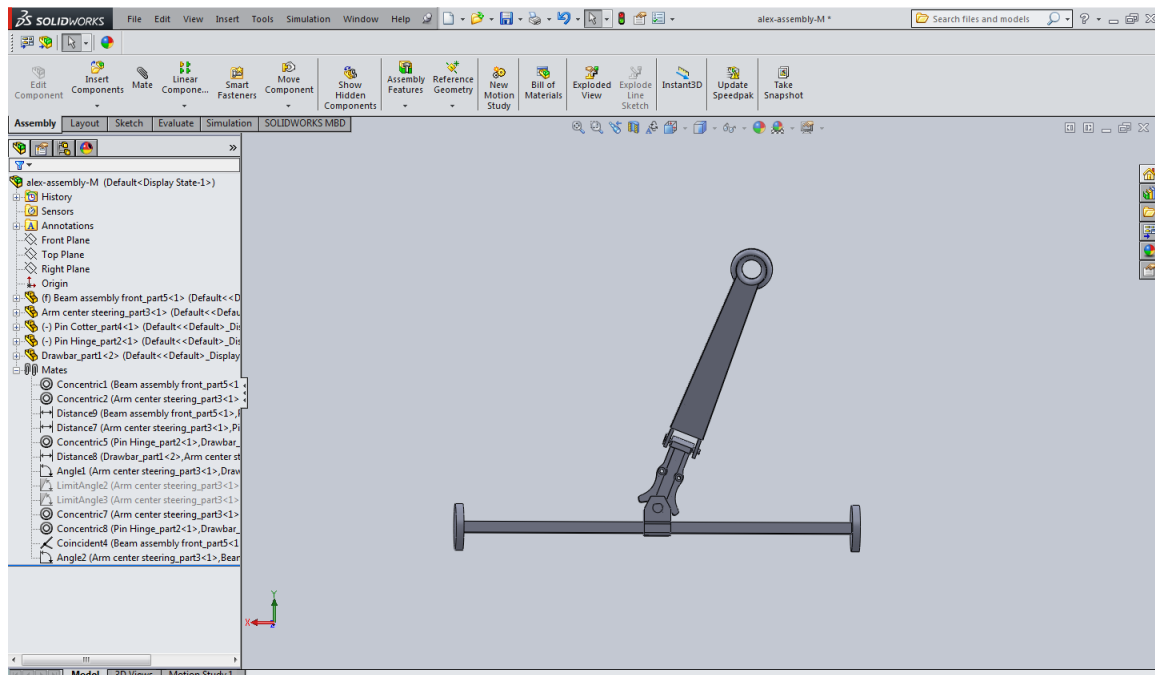 SOLIDWORKS File Edit View Insert Tools Simulation Window Help alex-assembly-M * Search files and models ?
Edit Component Insert Components Mate Linear Compone... Smart Fasteners Move Component Show Hidden Components Assembly Features Reference Geometry New Motion Study Bill of Materials Exploded View Explode Line Sketch Instant3D Update Speedpak Take Snapshot
Assembly Layout Sketch Evaluate Simulation SOLIDWORKS MBD
»
alex-assembly-M (Default<Display State-1>)
History
Sensors
A Annotations
Front Plane
Top Plane
Right Plane
Origin
(f) Beam assembly front_part5<1> (Default<<D
Arm center steering_part3<1> (Default<<Defau
(-) Pin Cotter_part4<1> (Default<<Default>_Dis
(-) Pin Hinge_part2<1> (Default<<Default>_Dis
Drawbar_part1<2> (Default<<Default>_Display
Mates
Concentric1 (Beam assembly front_part5<1
Concentric2 (Arm center steering_part3<1>
Distance9 (Beam assembly front_part5<1>,
Distance7 (Arm center steering_part3<1>,Pi
Concentric5 (Pin Hinge_part2<1>,Drawbar_
Distance8 (Drawbar_part1<2>,Arm center st
Angle1 (Arm center steering_part3<1>,Draw
LimitAngle2 (Arm center steering_part3<1>
LimitAngle3 (Arm center steering_part3<1>
Concentric7 (Arm center steering_part3<1>
Concentric8 (Pin Hinge_part2<1>,Drawbar_
Coincident4 (Beam assembly front_part5<1
Angle2 (Arm center steering_part3<1>,Bear
Y
X
Model 3D Views Motion Study 1